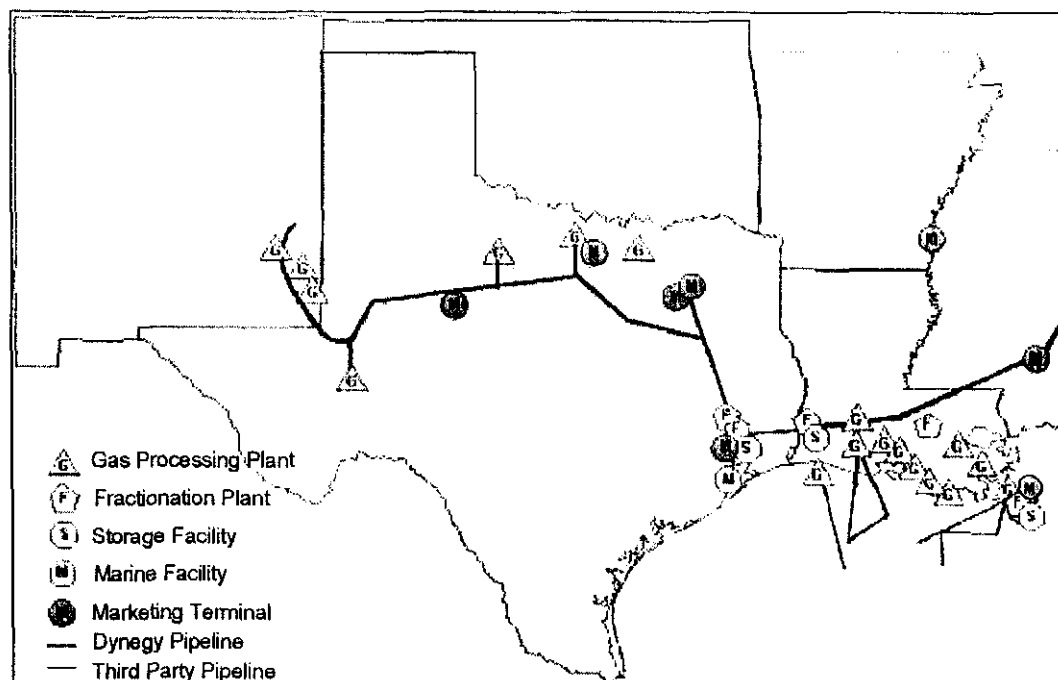 G
G
M
G
M
G
G
M
M
G
M
M
G
F
F
F
G
F
M
S
S
G
G
G
G
G
G
G
M
G
G
M
F
S
G Gas Processing Plant
F Fractionation Plant
S Storage Facility
M Marine Facility
M Marketing Terminal
Dynegy Pipeline
Third Party Pipeline